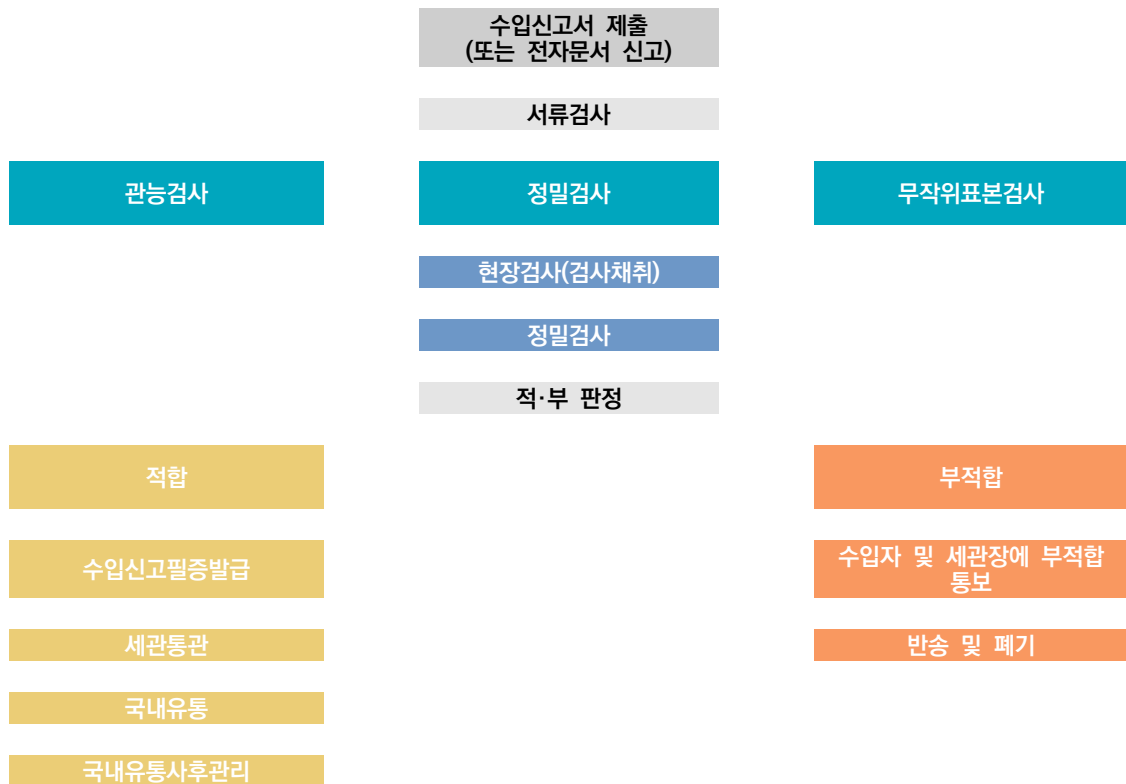 수입신고서 제출
(또는 전자문서 신고)
서류검사
관능검사
정밀검사
무작위표본검사
현장검사(검사채취)
정밀검사
적·부 판정
적합
부적합
수입신고필증발급
수입자 및 세관장에 부적합
통보
세관통관
반송 및 폐기
국내유통
국내유통사후관리